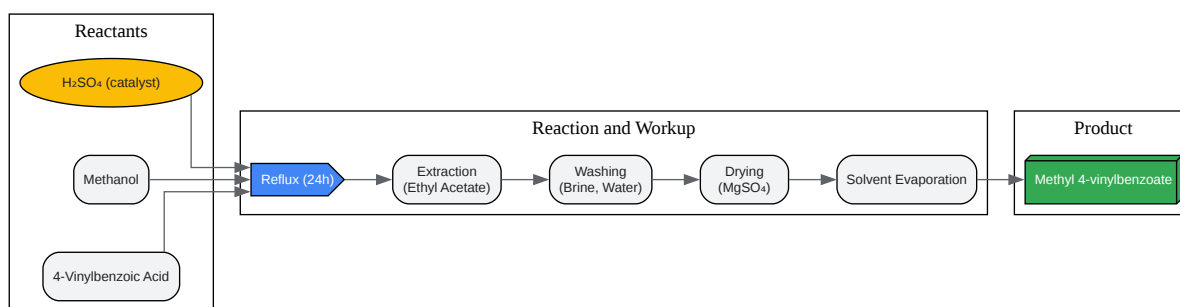 Reactants
H₂SO₄ (catalyst)
Methanol
4-Vinylbenzoic Acid
Reaction and Workup
Reflux (24h)
Extraction
(Ethyl Acetate)
Washing
(Brine, Water)
Drying
(MgSO₄)
Solvent Evaporation
Product
Methyl 4-vinylbenzoate